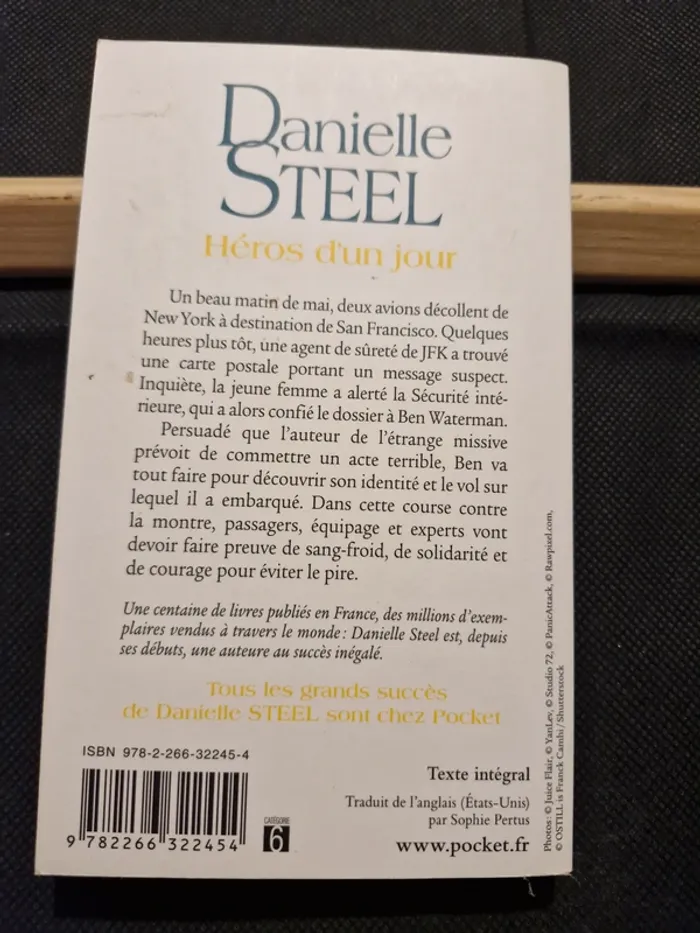 Danielle
STEEL
Héros d'un jour
Un beau matin de mai, deux avions décollent de
New York à destination de San Francisco. Quelques
heures plus tôt, une agent de sûreté de JFK a trouvé
une carte postale portant un message suspect.
Inquiète, la jeune femme a alerté la Sécurité inté-
rieure, qui a alors confié le dossier à Ben Waterman.
Persuadé que l'auteur de l'étrange missive
prévoit de commettre un acte terrible, Ben va
tout faire pour découvrir son identité et le vol sur
lequel il a embarqué. Dans cette course contre
la montre, passagers, équipage et experts vont
devoir faire preuve de sang-froid, de solidarité et
de courage pour éviter le pire.
Une centaine de livres publiés en France, des millions d'exem-
plaires vendus à travers le monde : Danielle Steel est, depuis
ses débuts, une auteure au succès inégalé.
Tous les grands succès
de Danielle STEEL sont chez Pocket
ISBN 978-2-266-32245-4
9 782266 322454
CATÉGORIE
6
Texte intégral
Traduit de l'anglais (États-Unis)
par Sophie Pertus
www.pocket.fr
Photos : © Juice Flair, © YanLev, © Studio 72, © PanicAttack, © Rawpixel.com,
© OSTILL is Franck Camhi / Shutterstock